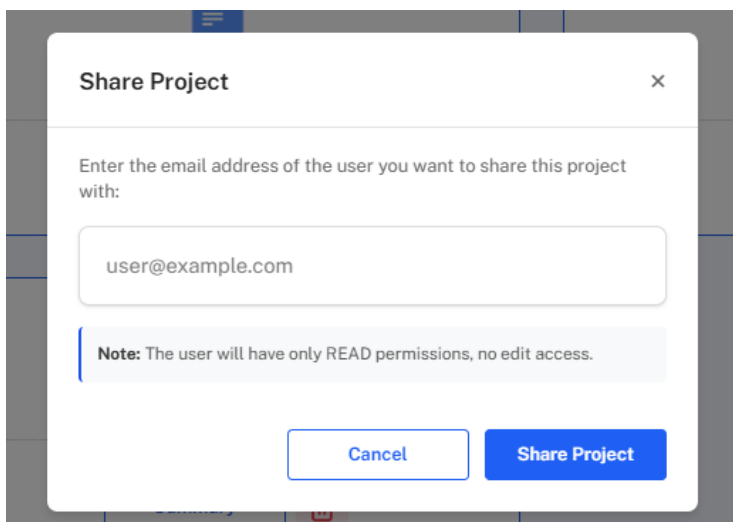 Share Project
×
Enter the email address of the user you want to share this project
with:
user@example.com
Note: The user will have only READ permissions, no edit access.
Cancel
Share Project
Summary